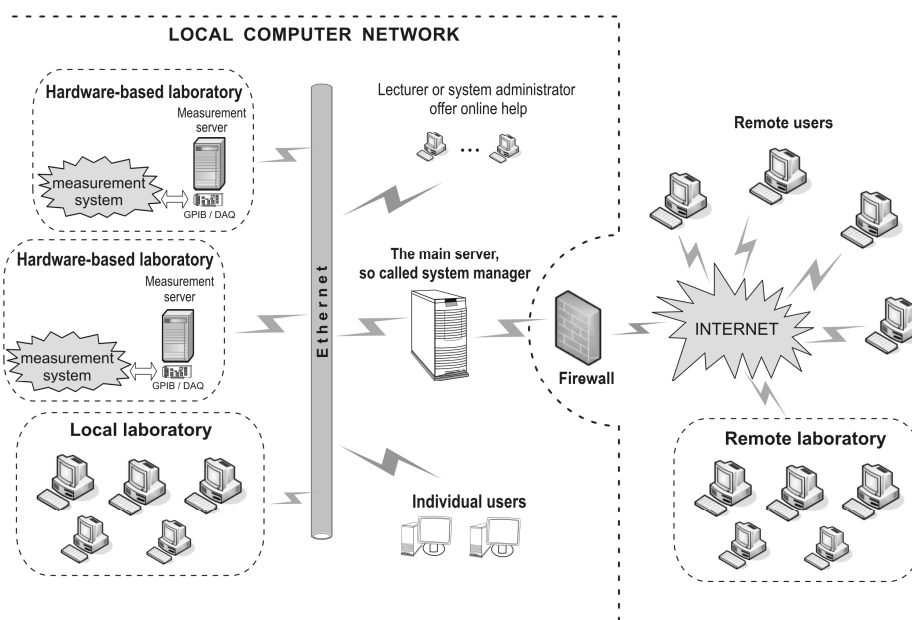 LOCAL COMPUTER NETWORK
Hardware-based laboratory
Measurement
server
measurement
system
GPIB / DAQ
Hardware-based laboratory
Measurement
server
measurement
system
GPIB / DAQ
Local laboratory
Ethernet
Lecturer or system administrator
offer online help
...
The main server,
so called system manager
Individual users
Firewall
Remote users
INTERNET
Remote laboratory